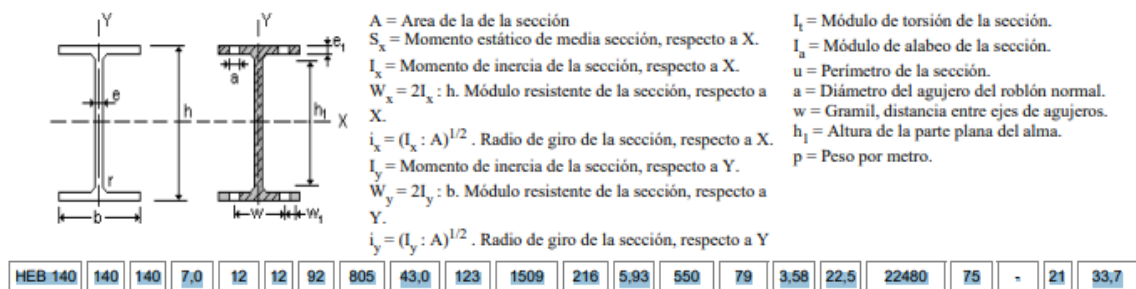 Y
Y
e
h
r
b
a
e1
h1
X
w
w1
A = Area de la de la sección
Sx = Momento estático de media sección, respecto a X.
Ix = Momento de inercia de la sección, respecto a X.
Wx = 2Ix : h. Módulo resistente de la sección, respecto a
X.
ix = (Ix : A)1/2 . Radio de giro de la sección, respecto a X.
Iy = Momento de inercia de la sección, respecto a Y.
Wy = 2Iy : b. Módulo resistente de la sección, respecto a
Y.
iy = (Iy : A)1/2 . Radio de giro de la sección, respecto a Y
It = Módulo de torsión de la sección.
Ia = Módulo de alabeo de la sección.
u = Perímetro de la sección.
a = Diámetro del agujero del roblón normal.
w = Gramil, distancia entre ejes de agujeros.
h1 = Altura de la parte plana del alma.
p = Peso por metro.
HEB 140 140 140 7,0 12 12 92 805 43,0 123 1509 216 5,93 550 79 3,58 22,5 22480 75 - 21 33,7